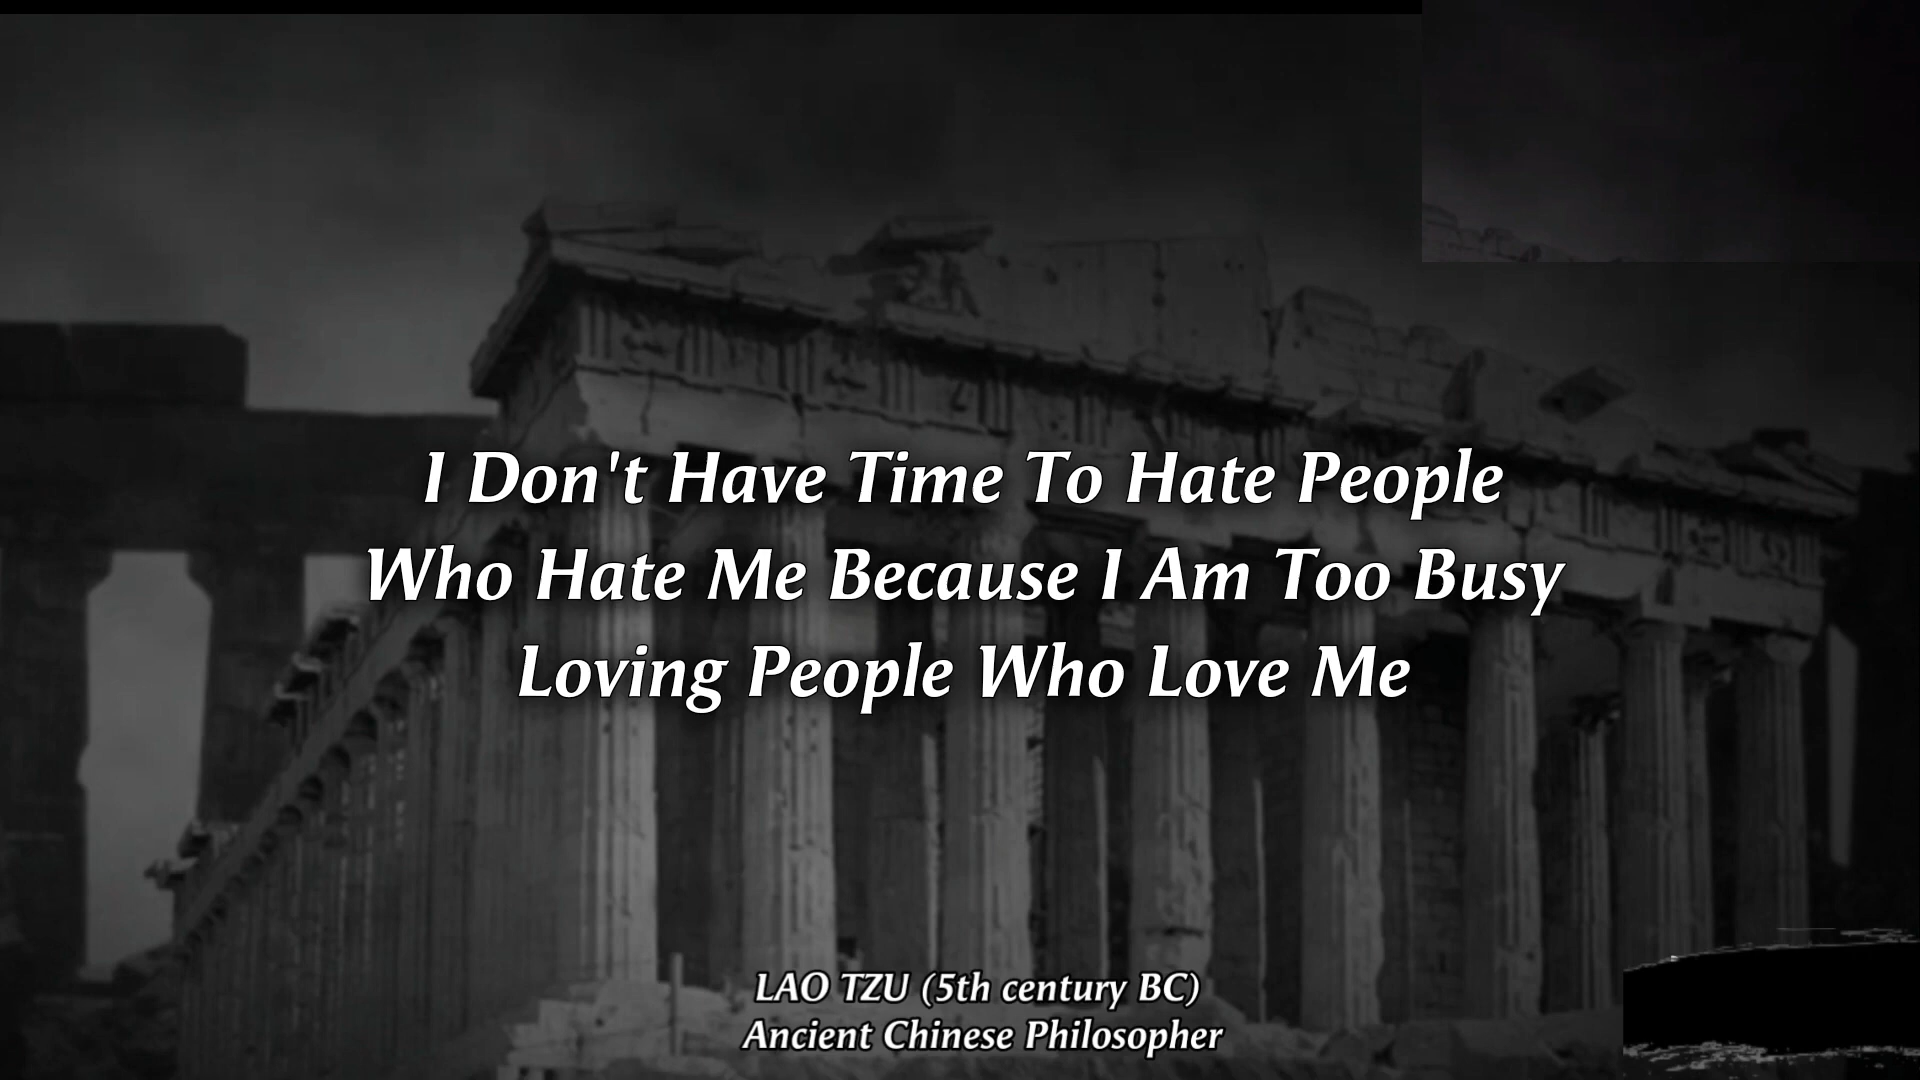 I Don't Have Time To Hate People
Who Hate Me Because I Am Too Busy
Loving People Who Love Me
LAO TZU (5th century BC)
Ancient Chinese Philosopher